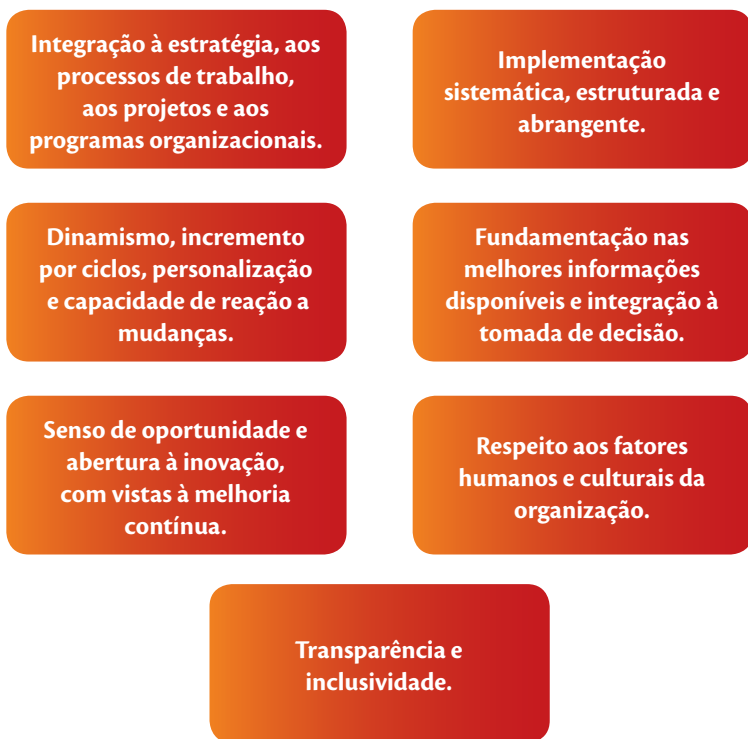 Integração à estratégia, aos
processos de trabalho,
aos projetos e aos
programas organizacionais.
Implementação
sistemática, estruturada e
abrangente.
Dinamismo, incremento
por ciclos, personalização
e capacidade de reação a
mudanças.
Fundamentação nas
melhores informações
disponíveis e integração à
tomada de decisão.
Senso de oportunidade e
abertura à inovação,
com vistas à melhoria
contínua.
Respeito aos fatores
humanos e culturais da
organização.
Transparência e
inclusividade.